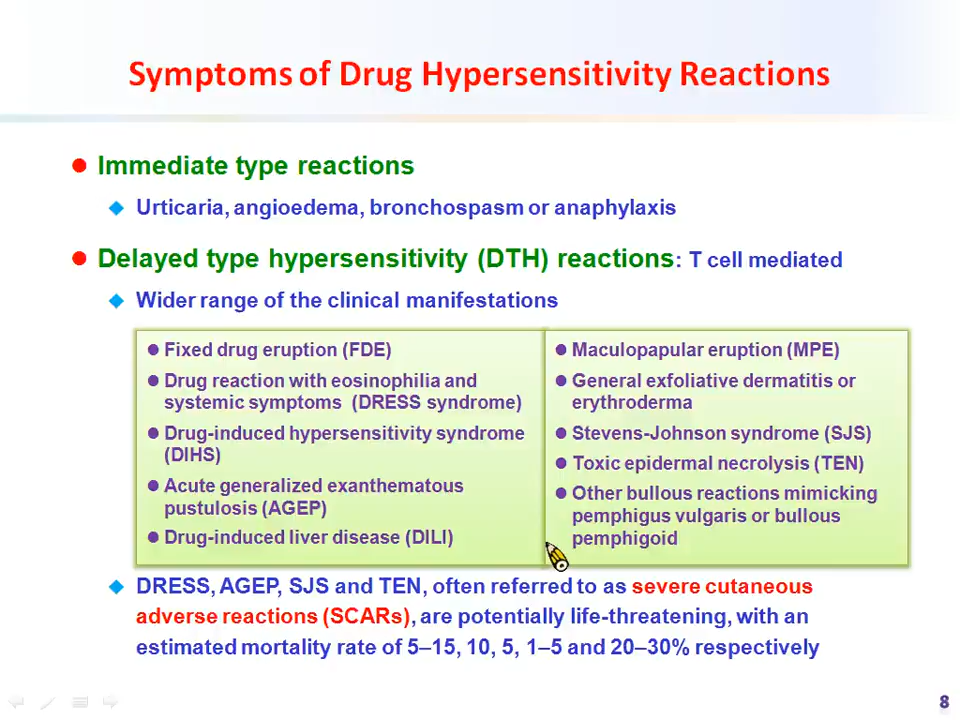 Symptoms of Drug Hypersensitivity Reactions
Immediate type reactions
Urticaria, angioedema, bronchospasm or anaphylaxis
Delayed type hypersensitivity (DTH) reactions: T cell mediated
Wider range of the clinical manifestations
Fixed drug eruption (FDE)
Drug reaction with eosinophilia and
systemic symptoms (DRESS syndrome)
Drug-induced hypersensitivity syndrome
(DIHS)
Acute generalized exanthematous
pustulosis (AGEP)
Drug-induced liver disease (DILI)
Maculopapular eruption (MPE)
General exfoliative dermatitis or
erythroderma
Stevens-Johnson syndrome (SJS)
Toxic epidermal necrolysis (TEN)
Other bullous reactions mimicking
pemphigus vulgaris or bullous
pemphigoid
DRESS, AGEP, SJS and TEN, often referred to as severe cutaneous
adverse reactions (SCARs), are potentially life-threatening, with an
estimated mortality rate of 5–15, 10, 5, 1–5 and 20–30% respectively
8